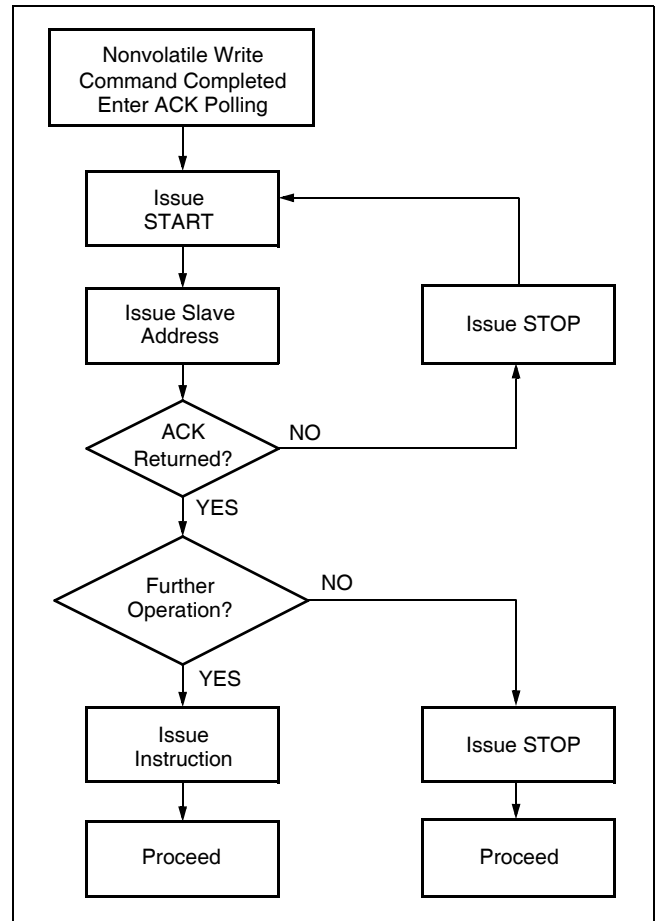 Nonvolatile Write
Command Completed
Enter ACK Polling
Issue
START
Issue Slave
Address
Issue STOP
ACK
Returned?
NO
YES
Further
Operation?
NO
YES
Issue
Instruction
Issue STOP
Proceed
Proceed